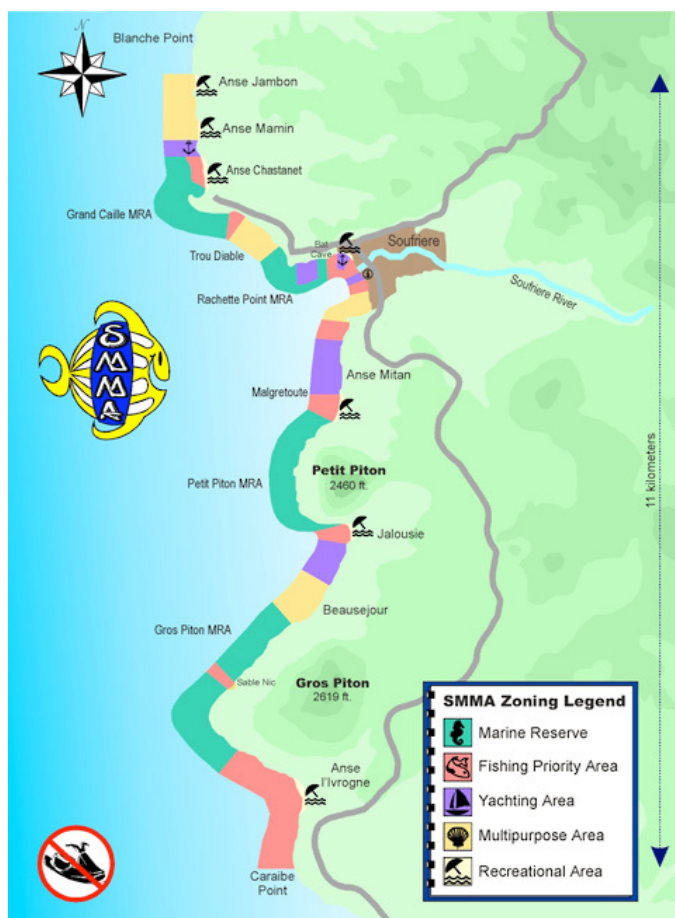 N
Blanche Point
Anse Jambon
Anse Mamin
Anse Chastanet
Grand Caille MRA
Trou Diable
Bat
Cave
Soufriere
Rachette Point MRA
Soufriere River
SMMA
Anse Mitan
Malgretoute
11 kilometers
Petit Piton
2460 ft.
Petit Piton MRA
Jalousie
Beausejour
Gros Piton MRA
Sable Nic
Gros Piton
2619 ft.
Anse
l'Ivrogne
Caraibe
Point
SMMA Zoning Legend
Marine Reserve
Fishing Priority Area
Yachting Area
Multipurpose Area
Recreational Area